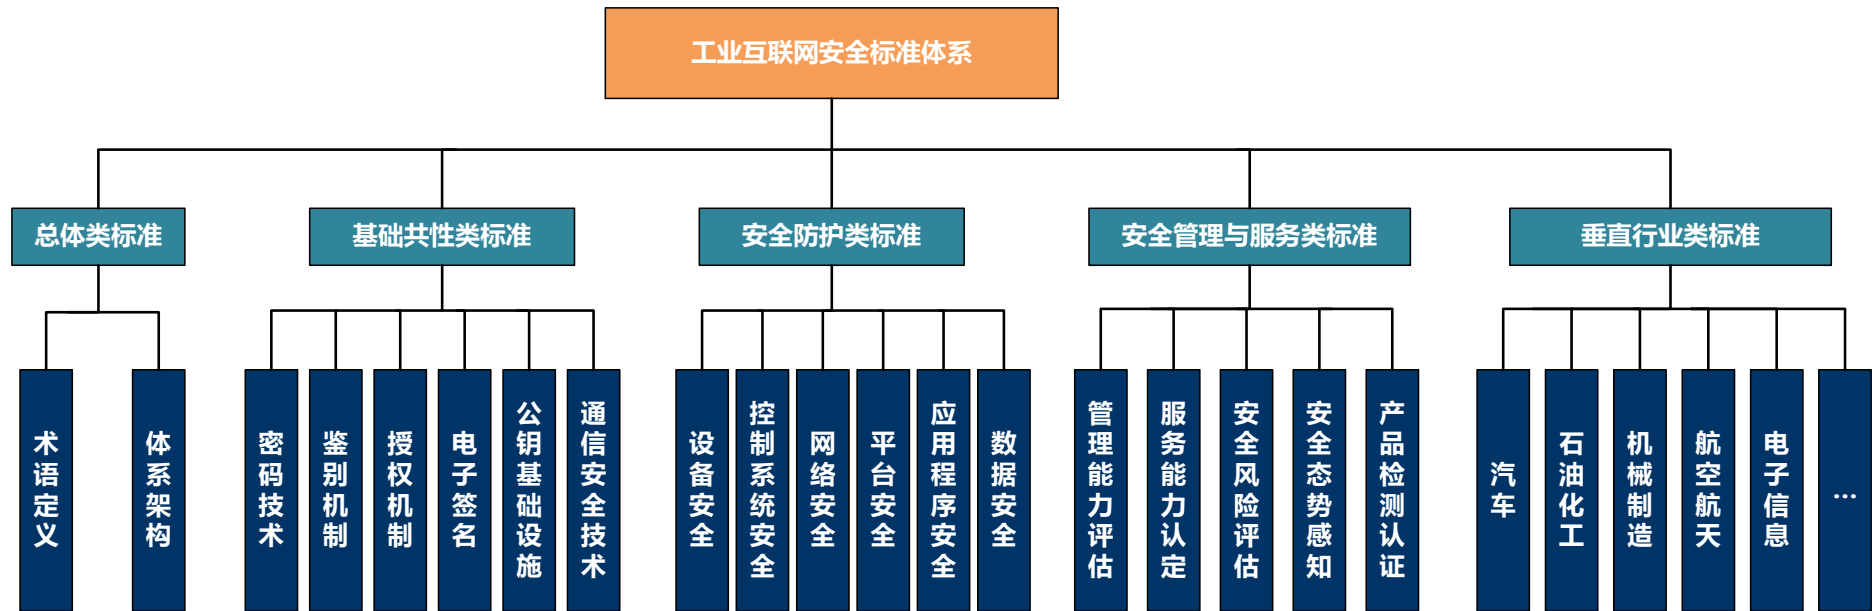 工业互联网安全标准体系
总体类标准
基础共性类标准
安全防护类标准
安全管理与服务类标准
垂直行业类标准
术语定义
体系架构
密码技术
鉴别机制
授权机制
电子签名
公钥基础设施
通信安全技术
设备安全
控制系统安全
网络安全
平台安全
应用程序安全
数据安全
管理能力评估
服务能力认定
安全风险评估
安全态势感知
产品检测认证
汽车
石油化工
机械制造
航空航天
电子信息
...